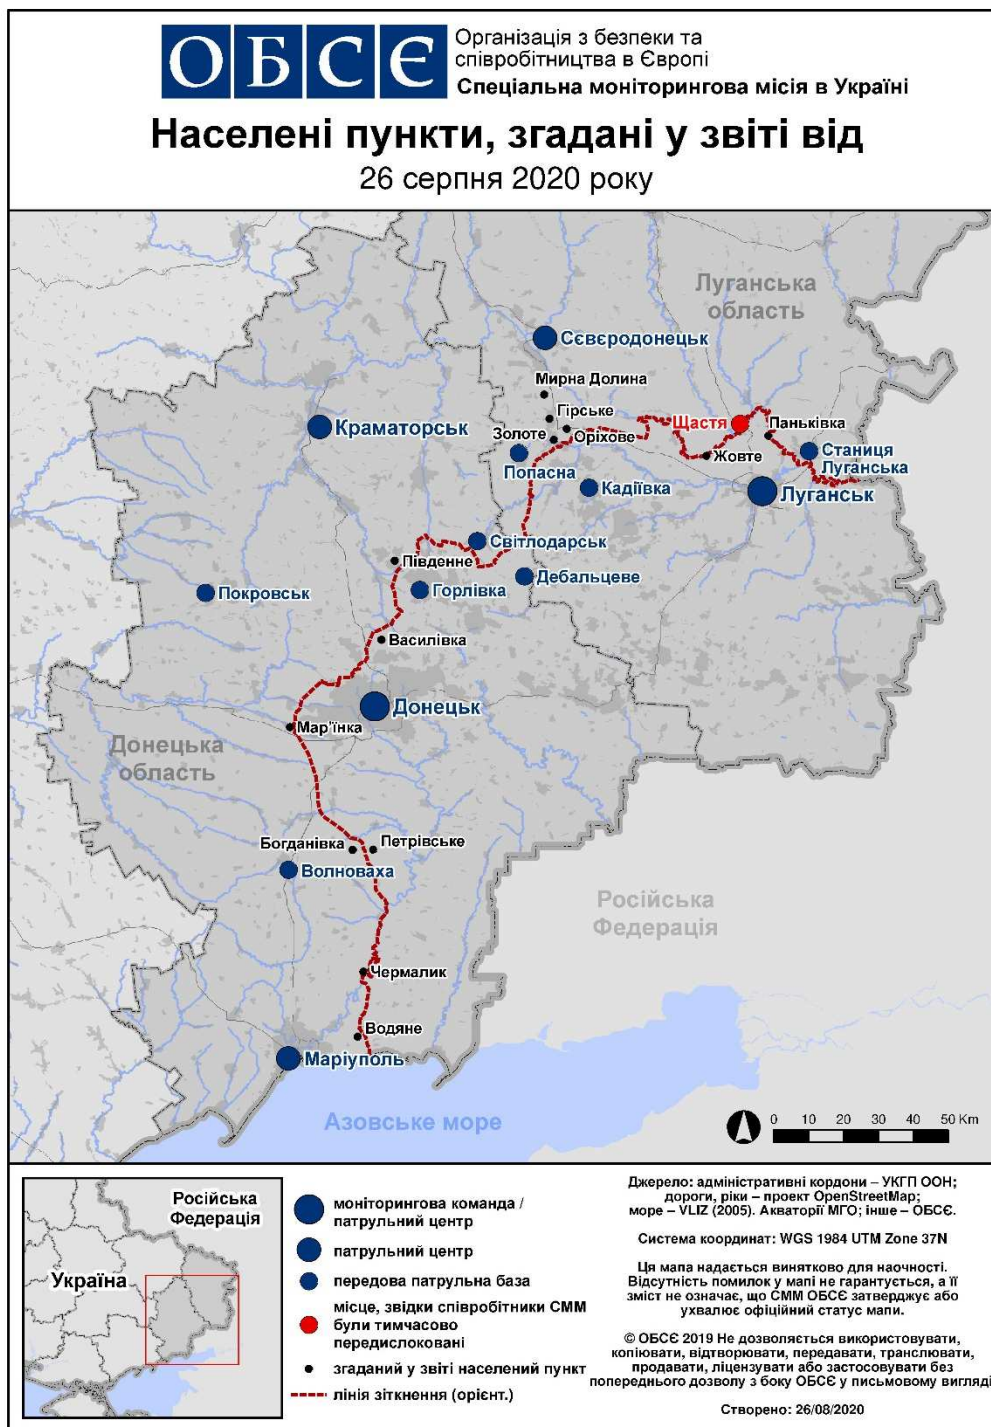 ОБСЄ
Організація з безпеки та
співробітництва в Європі
Спеціальна моніторингова місія в Україні
Населені пункти, згадані у звіті від
26 серпня 2020 року
Луганська
область
Сєвєродонецьк
Мирна Долина
Гірське
Щастя
Паньківка
Краматорськ
Золоте
Оріхове
Станиця
Луганська
Жовте
Попасна
Кадіївка
Луганськ
Світлодарськ
Південне
Дебальцеве
Покровськ
Горлівка
Василівка
Донецьк
Мар'їнка
Донецька
область
Богданівка
Петрівське
Волноваха
Російська
Федерація
Чермалик
Водяне
Маріуполь
Азовське море
0 10 20 30 40 50 Km
Російська
Федерація
Україна
моніторингова команда /
патрульний центр
патрульний центр
передова патрульна база
місце, звідки співробітники СММ
були тимчасово
передислоковані
згаданий у звіті населений пункт
лінія зіткнення (орієнт.)
Джерело: адміністративні кордони – УКГП ООН;
дороги, ріки – проект OpenStreetMap;
море – VLIZ (2005). Акваторії МГО; інше – ОБСЄ.
Система координат: WGS 1984 UTM Zone 37N
Ця мапа надається винятково для наочності.
Відсутність помилок у мапі не гарантується, а її
зміст не означає, що СММ ОБСЄ затверджує або
ухвалює офіційний статус мапи.
© ОБСЄ 2019 Не дозволяється використовувати,
копіювати, відтворювати, передавати, транслювати,
продавати, ліцензувати або застосовувати без
попереднього дозволу з боку ОБСЄ у письмовому вигляді
Створено: 26/08/2020